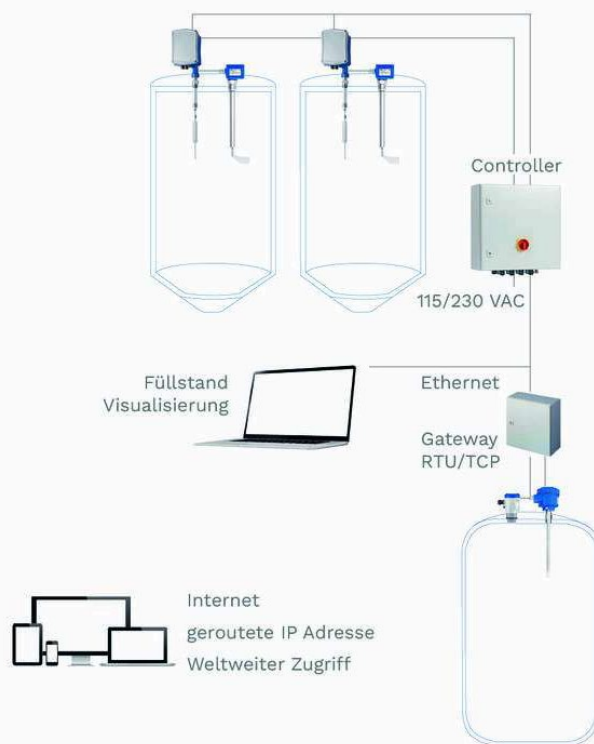 Controller
115/230 VAC
Füllstand
Visualisierung
Ethernet
Gateway
RTU/TCP
Internet
geroutete IP Adresse
Weltweiter Zugriff